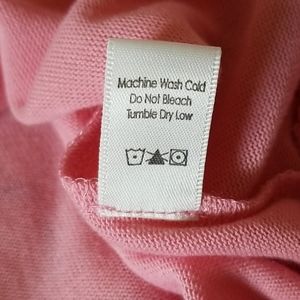 Machine Wash Cold
Do Not Bleach
Tumble Dry Low